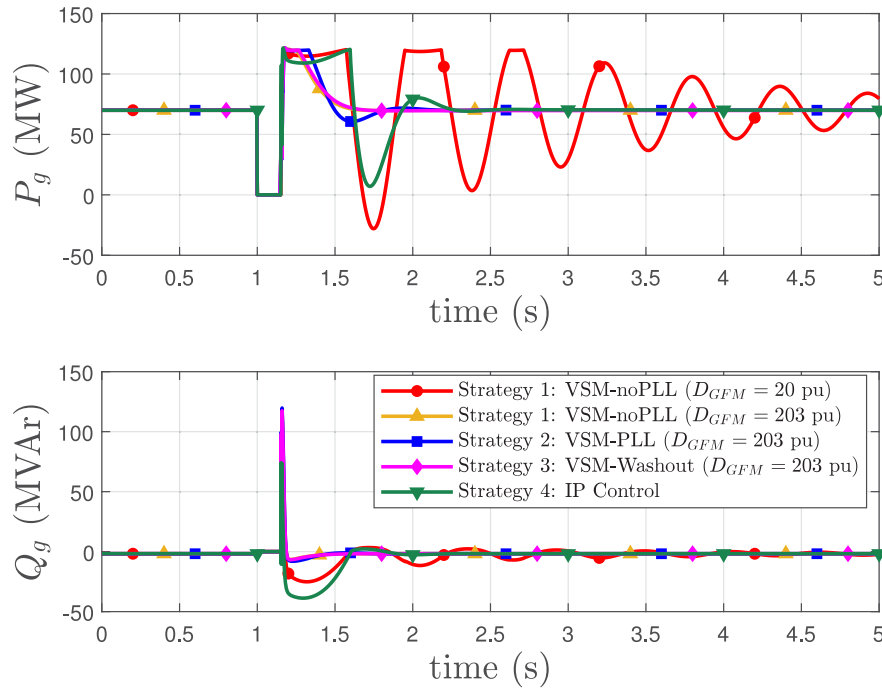 150
100
50
0
-50
P_g (MW)
0 0.5 1 1.5 2 2.5 3 3.5 4 4.5 5
time (s)
150
100
50
0
-50
Q_g (MVAr)
Strategy 1: VSM-noPLL (D_GFM = 20 pu)
Strategy 1: VSM-noPLL (D_GFM = 203 pu)
Strategy 2: VSM-PLL (D_GFM = 203 pu)
Strategy 3: VSM-Washout (D_GFM = 203 pu)
Strategy 4: IP Control
0 0.5 1 1.5 2 2.5 3 3.5 4 4.5 5
time (s)